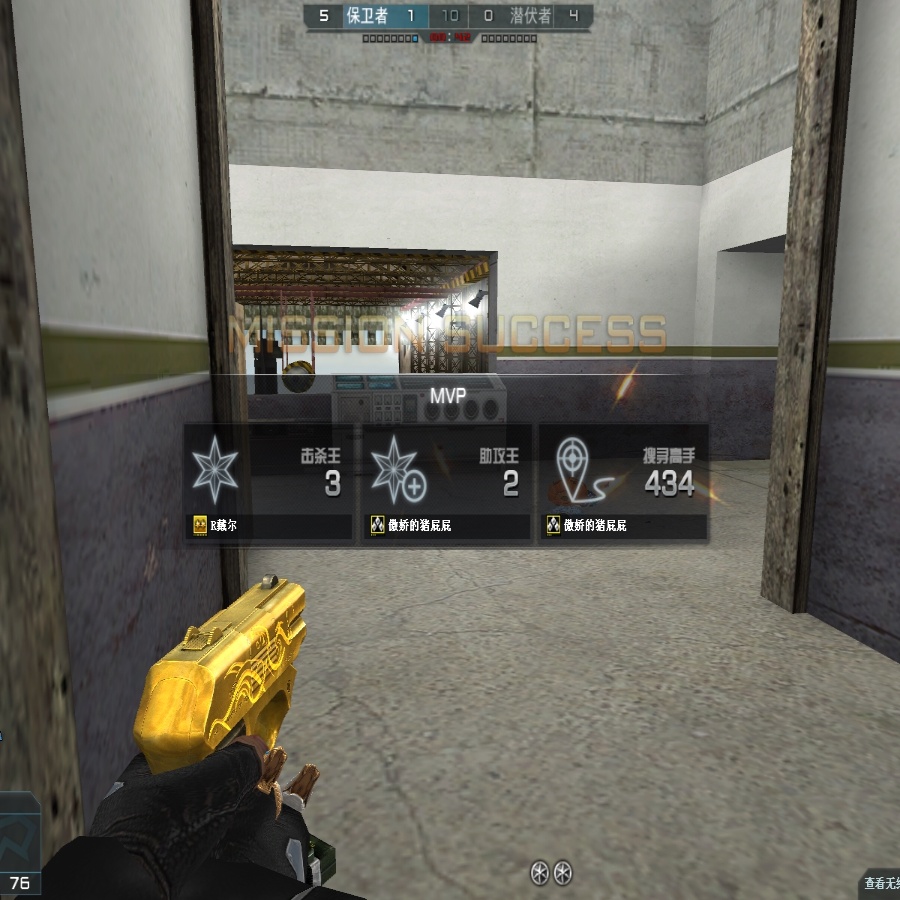 5 保卫者 1 10 0 潜伏者 4
MISSION SUCCESS
MVP
击杀王 助攻王 搜寻高手
3 2 434
R戴尔 傲娇的猪屁屁 傲娇的猪屁屁
76
查看无